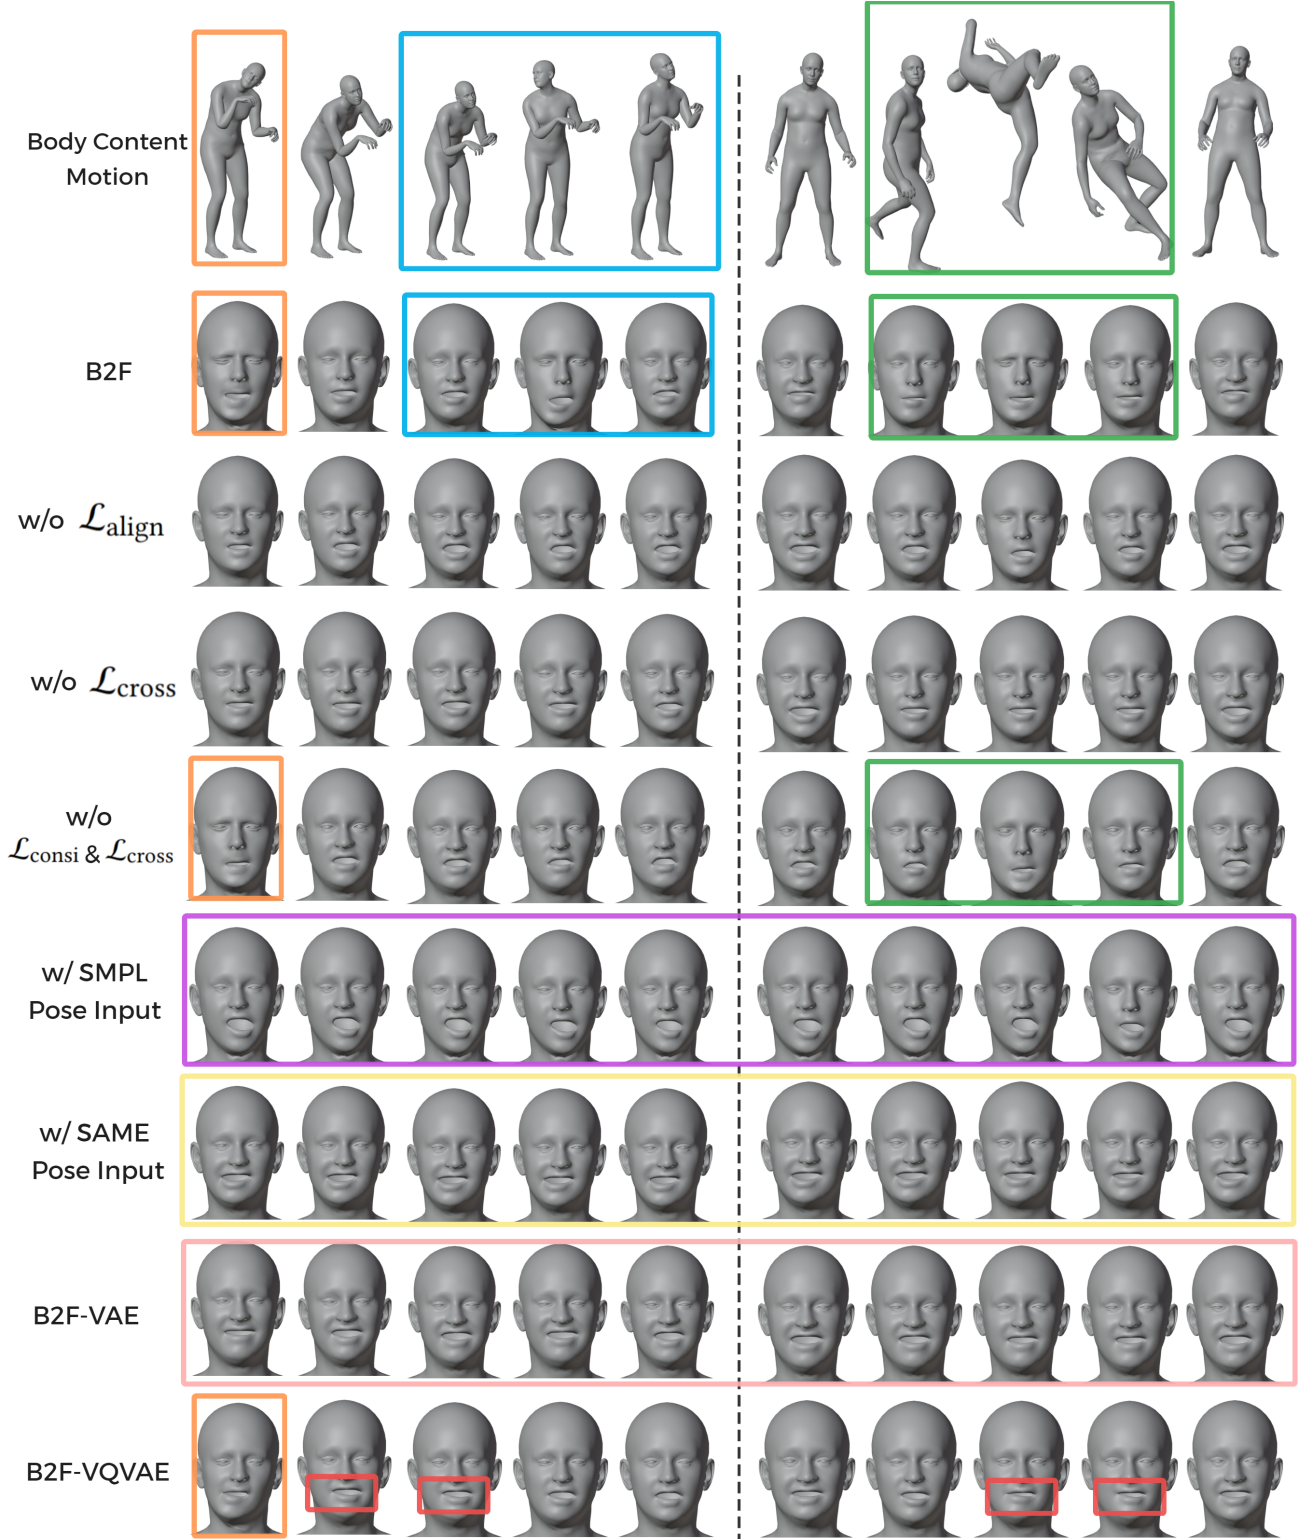 Body Content
Motion
B2F
w/o ℒalign
w/o ℒcross
w/o
ℒconsi & ℒcross
w/ SMPL
Pose Input
w/ SAME
Pose Input
B2F-VAE
B2F-VQVAE